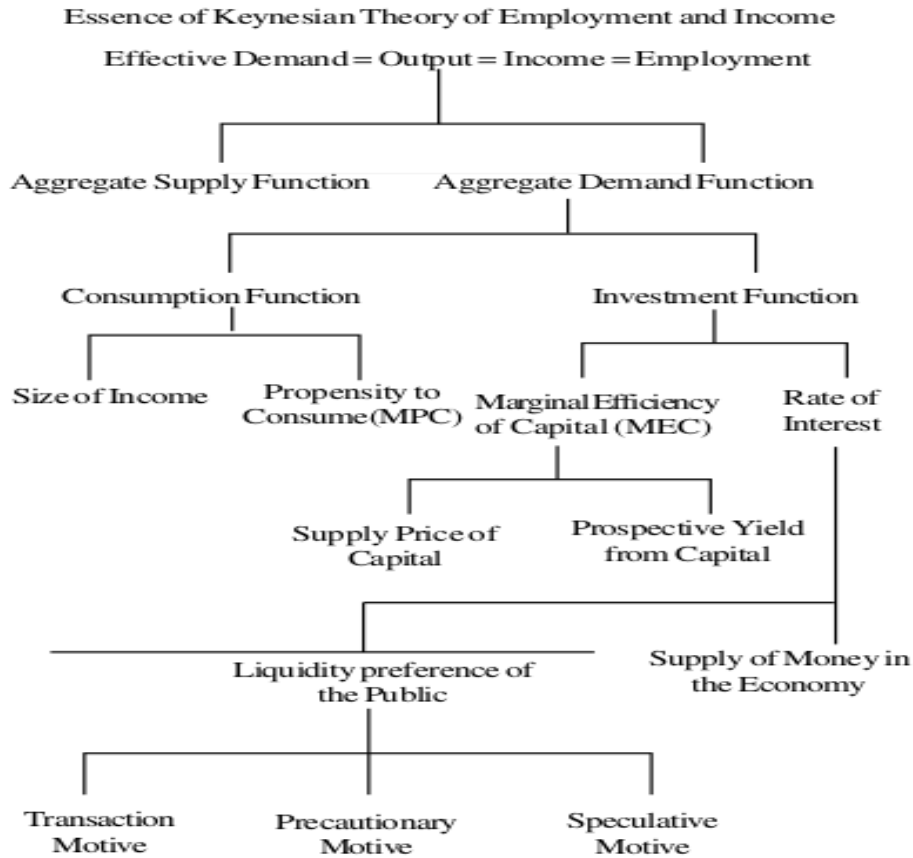 Essence of Keynesian Theory of Employment and Income
Effective Demand = Output = Income = Employment
Aggregate Supply Function
Aggregate Demand Function
Consumption Function
Investment Function
Size of Income
Propensity to
Consume (MPC)
Marginal Efficiency
of Capital (MEC)
Rate of
Interest
Supply Price of
Capital
Prospective Yield
from Capital
Liquidity preference of
the Public
Supply of Money in
the Economy
Transaction
Motive
Precautionary
Motive
Speculative
Motive